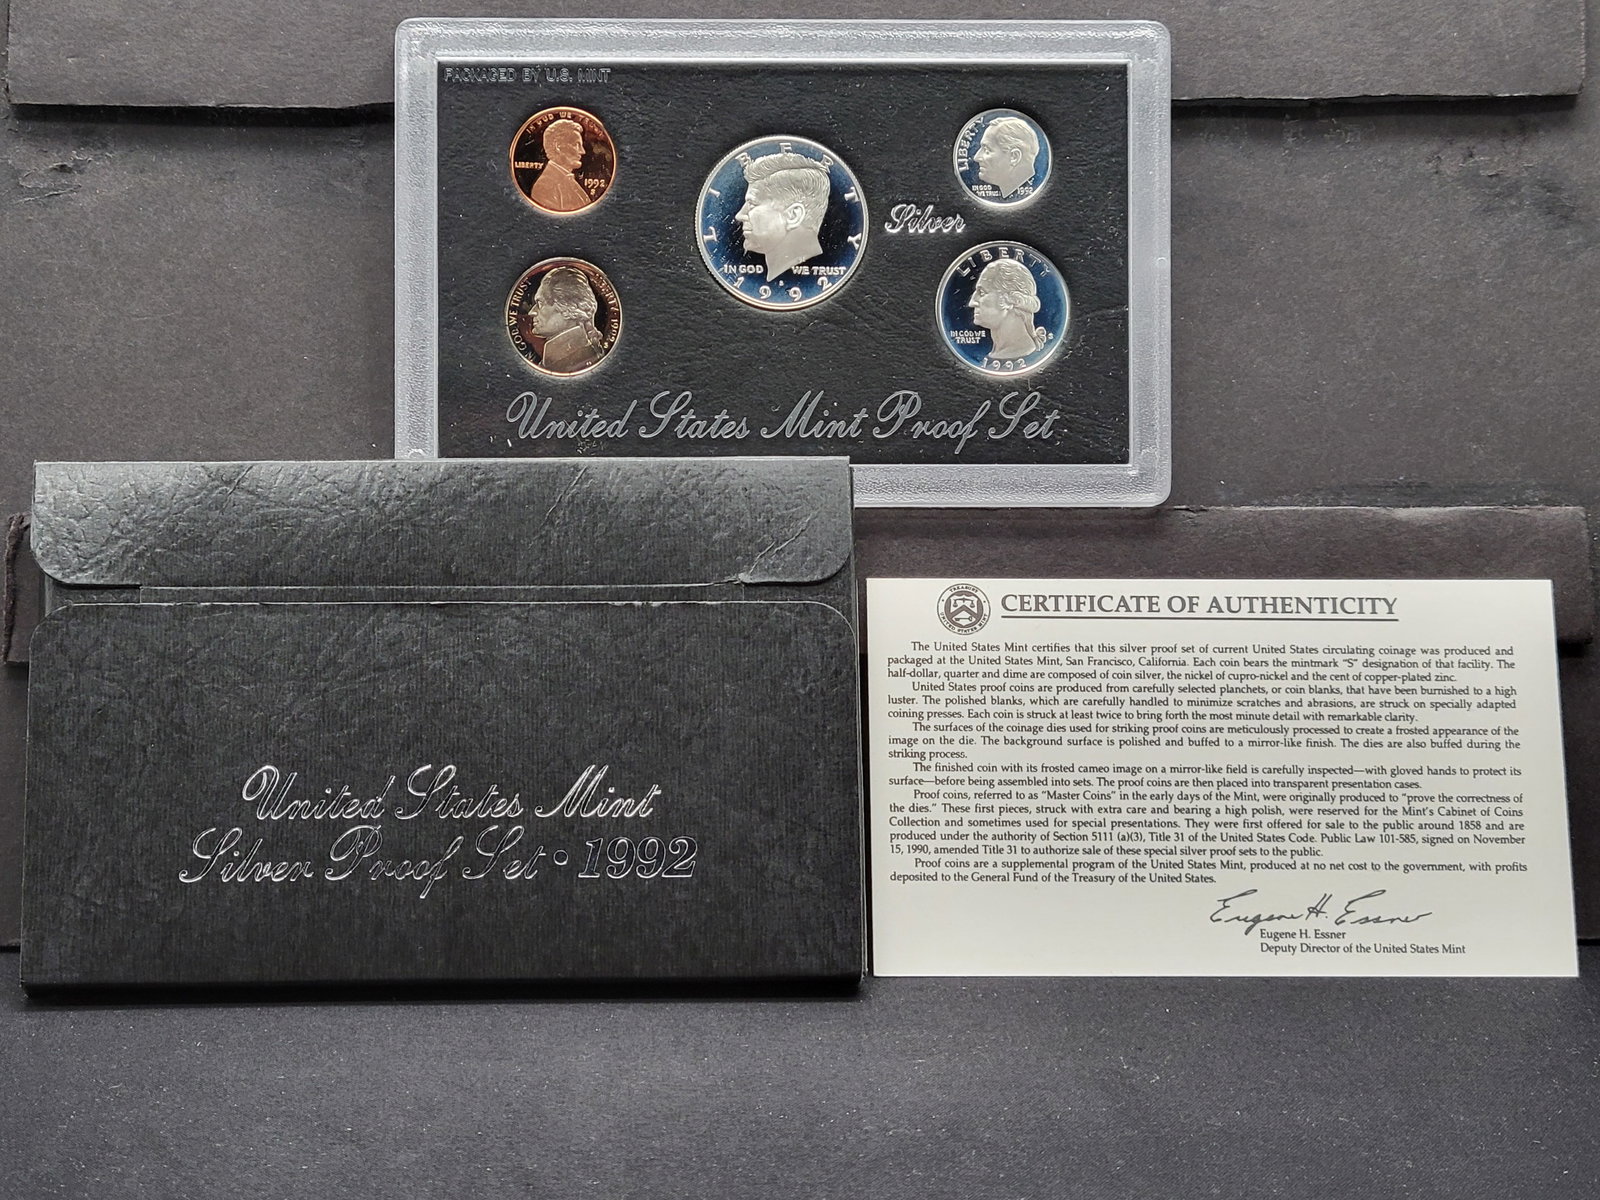 PACKAGED BY U.S. MINT
IN GOD WE TRUST
LIBERTY
1992
S
LIBERTY
IN GOD WE TRUST
S
1992
LIBERTY
IN GOD
WE TRUST
1992
Silver
IN GOD WE TRUST
LIBERTY 1992
S
LIBERTY
IN GOD WE
TRUST
S
1992
United States Mint Proof Set
United States Mint
Silver Proof Set • 1992
CERTIFICATE OF AUTHENTICITY
The United States Mint certifies that this silver proof set of current United States circulating coinage was produced and
packaged at the United States Mint, San Francisco, California. Each coin bears the mintmark “S” designation of that facility. The
half-dollar, quarter and dime are composed of coin silver, the nickel of cupro-nickel and the cent of copper-plated zinc.
United States proof coins are produced from carefully selected planchets, or coin blanks, that have been burnished to a high
luster. The polished blanks, which are carefully handled to minimize scratches and abrasions, are struck on specially adapted
coining presses. Each coin is struck at least twice to bring forth the most minute detail with remarkable clarity.
The surfaces of the coinage dies used for striking proof coins are meticulously processed to create a frosted appearance of the
image on the die. The background surface is polished and buffed to a mirror-like finish. The dies are also buffed during the
striking process.
The finished coin with its frosted cameo image on a mirror-like field is carefully inspected—with gloved hands to protect its
surface—before being assembled into sets. The proof coins are then placed into transparent presentation cases.
Proof coins, referred to as “Master Coins” in the early days of the Mint, were originally produced to “prove the correctness of
the dies.” These first pieces, struck with extra care and bearing a high polish, were reserved for the Mint's Cabinet of Coins
Collection and sometimes used for special presentations. They were first offered for sale to the public around 1858 and are
produced under the authority of Section 5111 (a)(3), Title 31 of the United States Code. Public Law 101-585, signed on November
15, 1990, amended Title 31 to authorize sale of these special silver proof sets to the public.
Proof coins are a supplemental program of the United States Mint, produced at no net cost to the government, with profits
deposited to the General Fund of the Treasury of the United States.
Eugene H. Essner
Eugene H. Essner
Deputy Director of the United States Mint